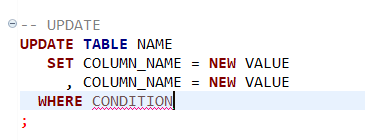 -- UPDATE
UPDATE TABLE NAME
SET COLUMN_NAME = NEW VALUE
, COLUMN_NAME = NEW VALUE
WHERE CONDITION
;